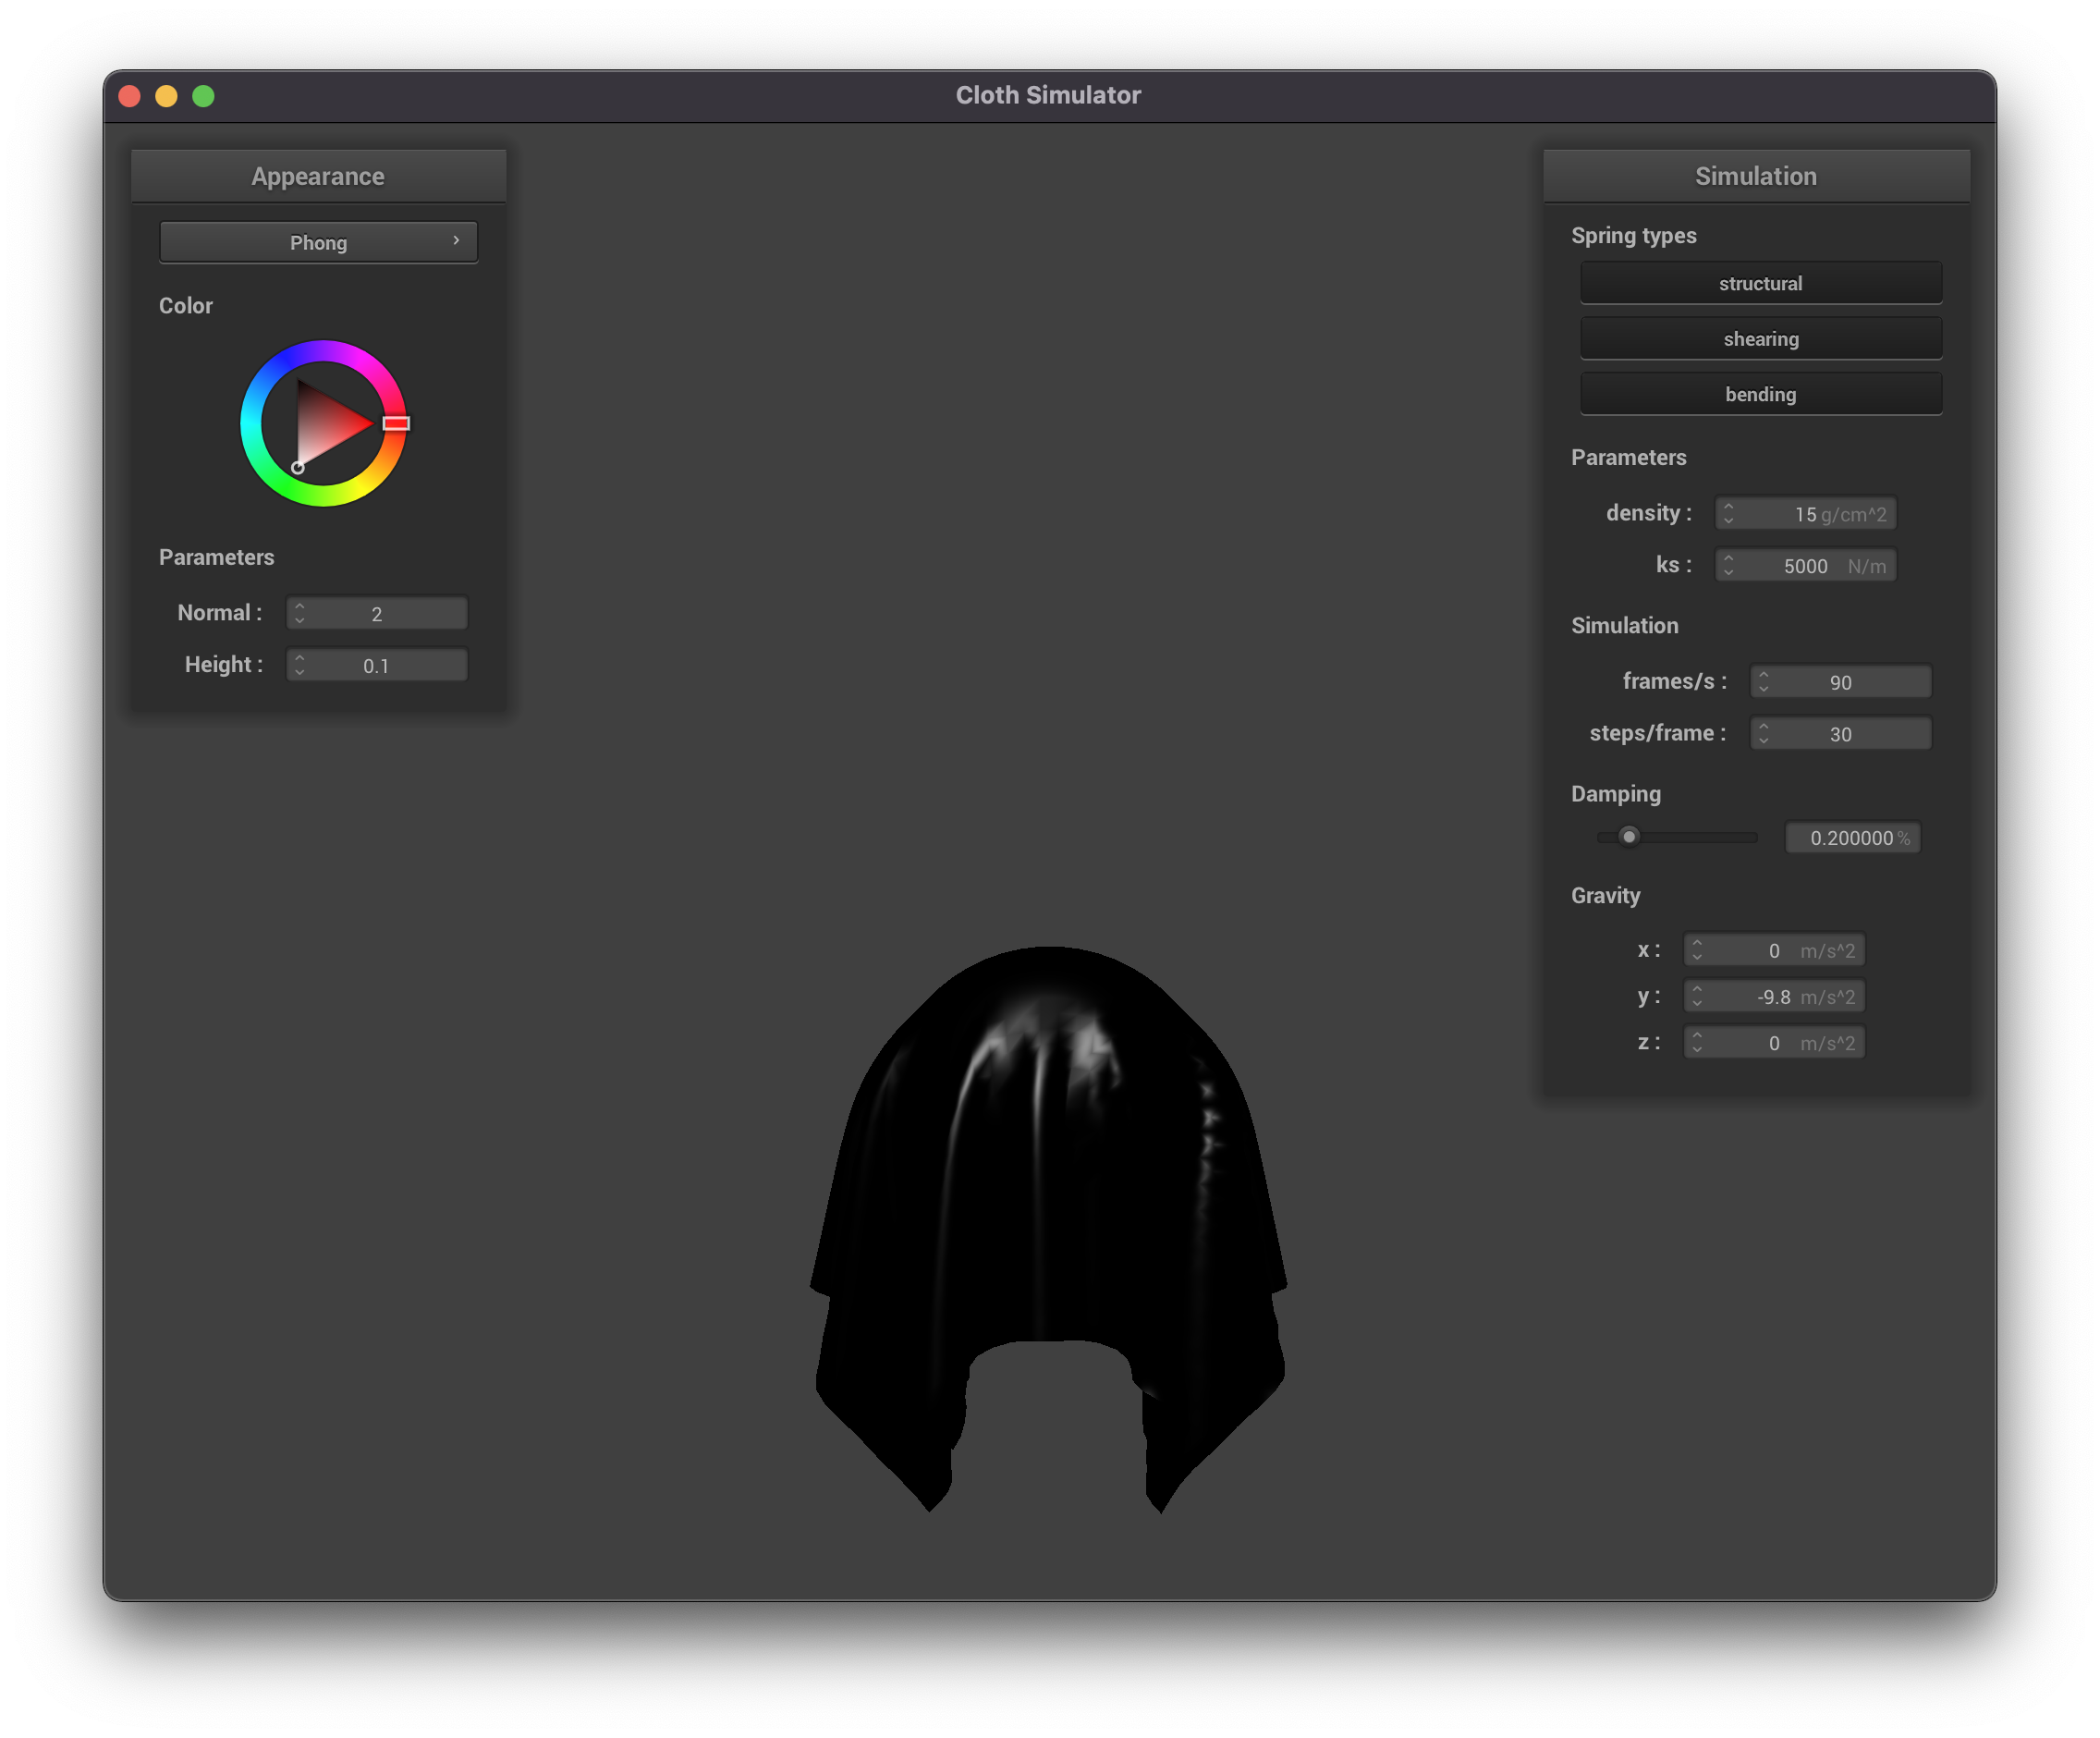 Cloth Simulator
Appearance
Phong
Color
Parameters
Normal : 2
Height : 0.1
Simulation
Spring types
structural
shearing
bending
Parameters
density : 15 g/cm^2
ks : 5000 N/m
Simulation
frames/s : 90
steps/frame : 30
Damping
0.200000 %
Gravity
x : 0 m/s^2
y : -9.8 m/s^2
z : 0 m/s^2